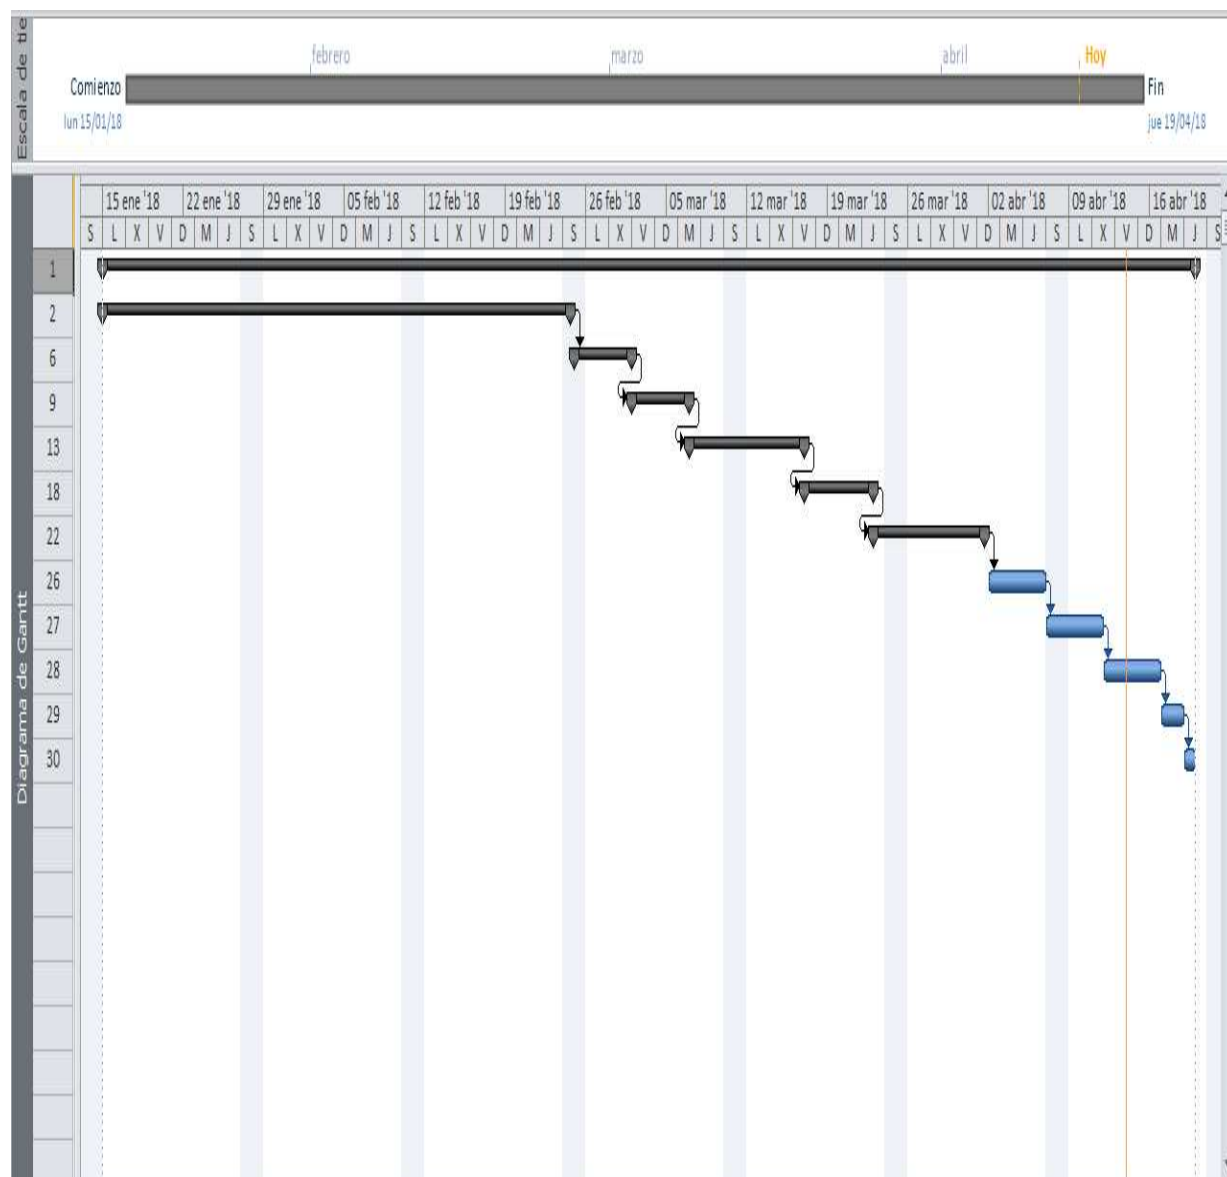 Escala de tie
febrero marzo abril Hoy
Comienzo Fin
lun 15/01/18 jue 19/04/18
Diagrama de Gantt
15 ene '18 22 ene '18 29 ene '18 05 feb '18 12 feb '18 19 feb '18 26 feb '18 05 mar '18 12 mar '18 19 mar '18 26 mar '18 02 abr '18 09 abr '18 16 abr '18
S L X V D M J S L X V D M J S L X V D M J S L X V D M J S L X V D M J S L X V D M J S L X V D M J S
1
2
6
9
13
18
22
26
27
28
29
30